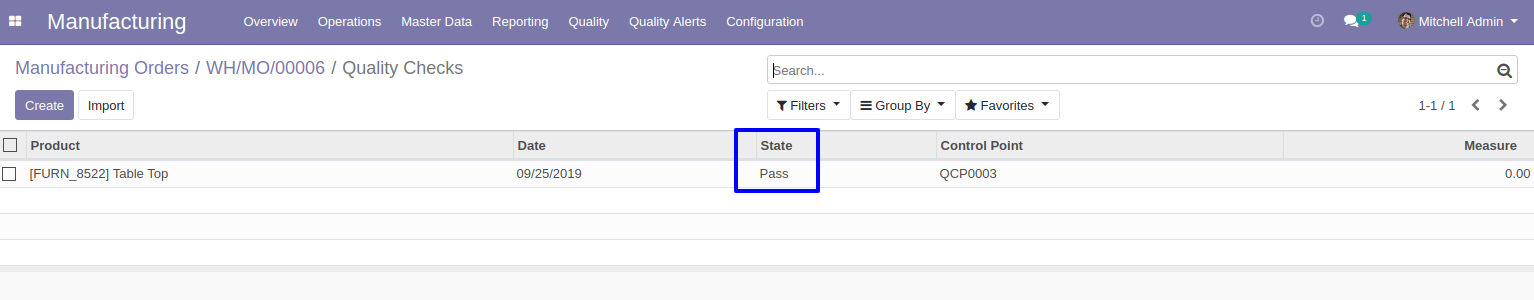 Manufacturing Overview Operations Master Data Reporting Quality Quality Alerts Configuration 1 Mitchell Admin
Manufacturing Orders / WH/MO/00006 / Quality Checks Search...
Create Import Filters Group By Favorites 1-1 / 1
Product Date State Control Point Measure
[FURN_8522] Table Top 09/25/2019 Pass QCP0003 0.00